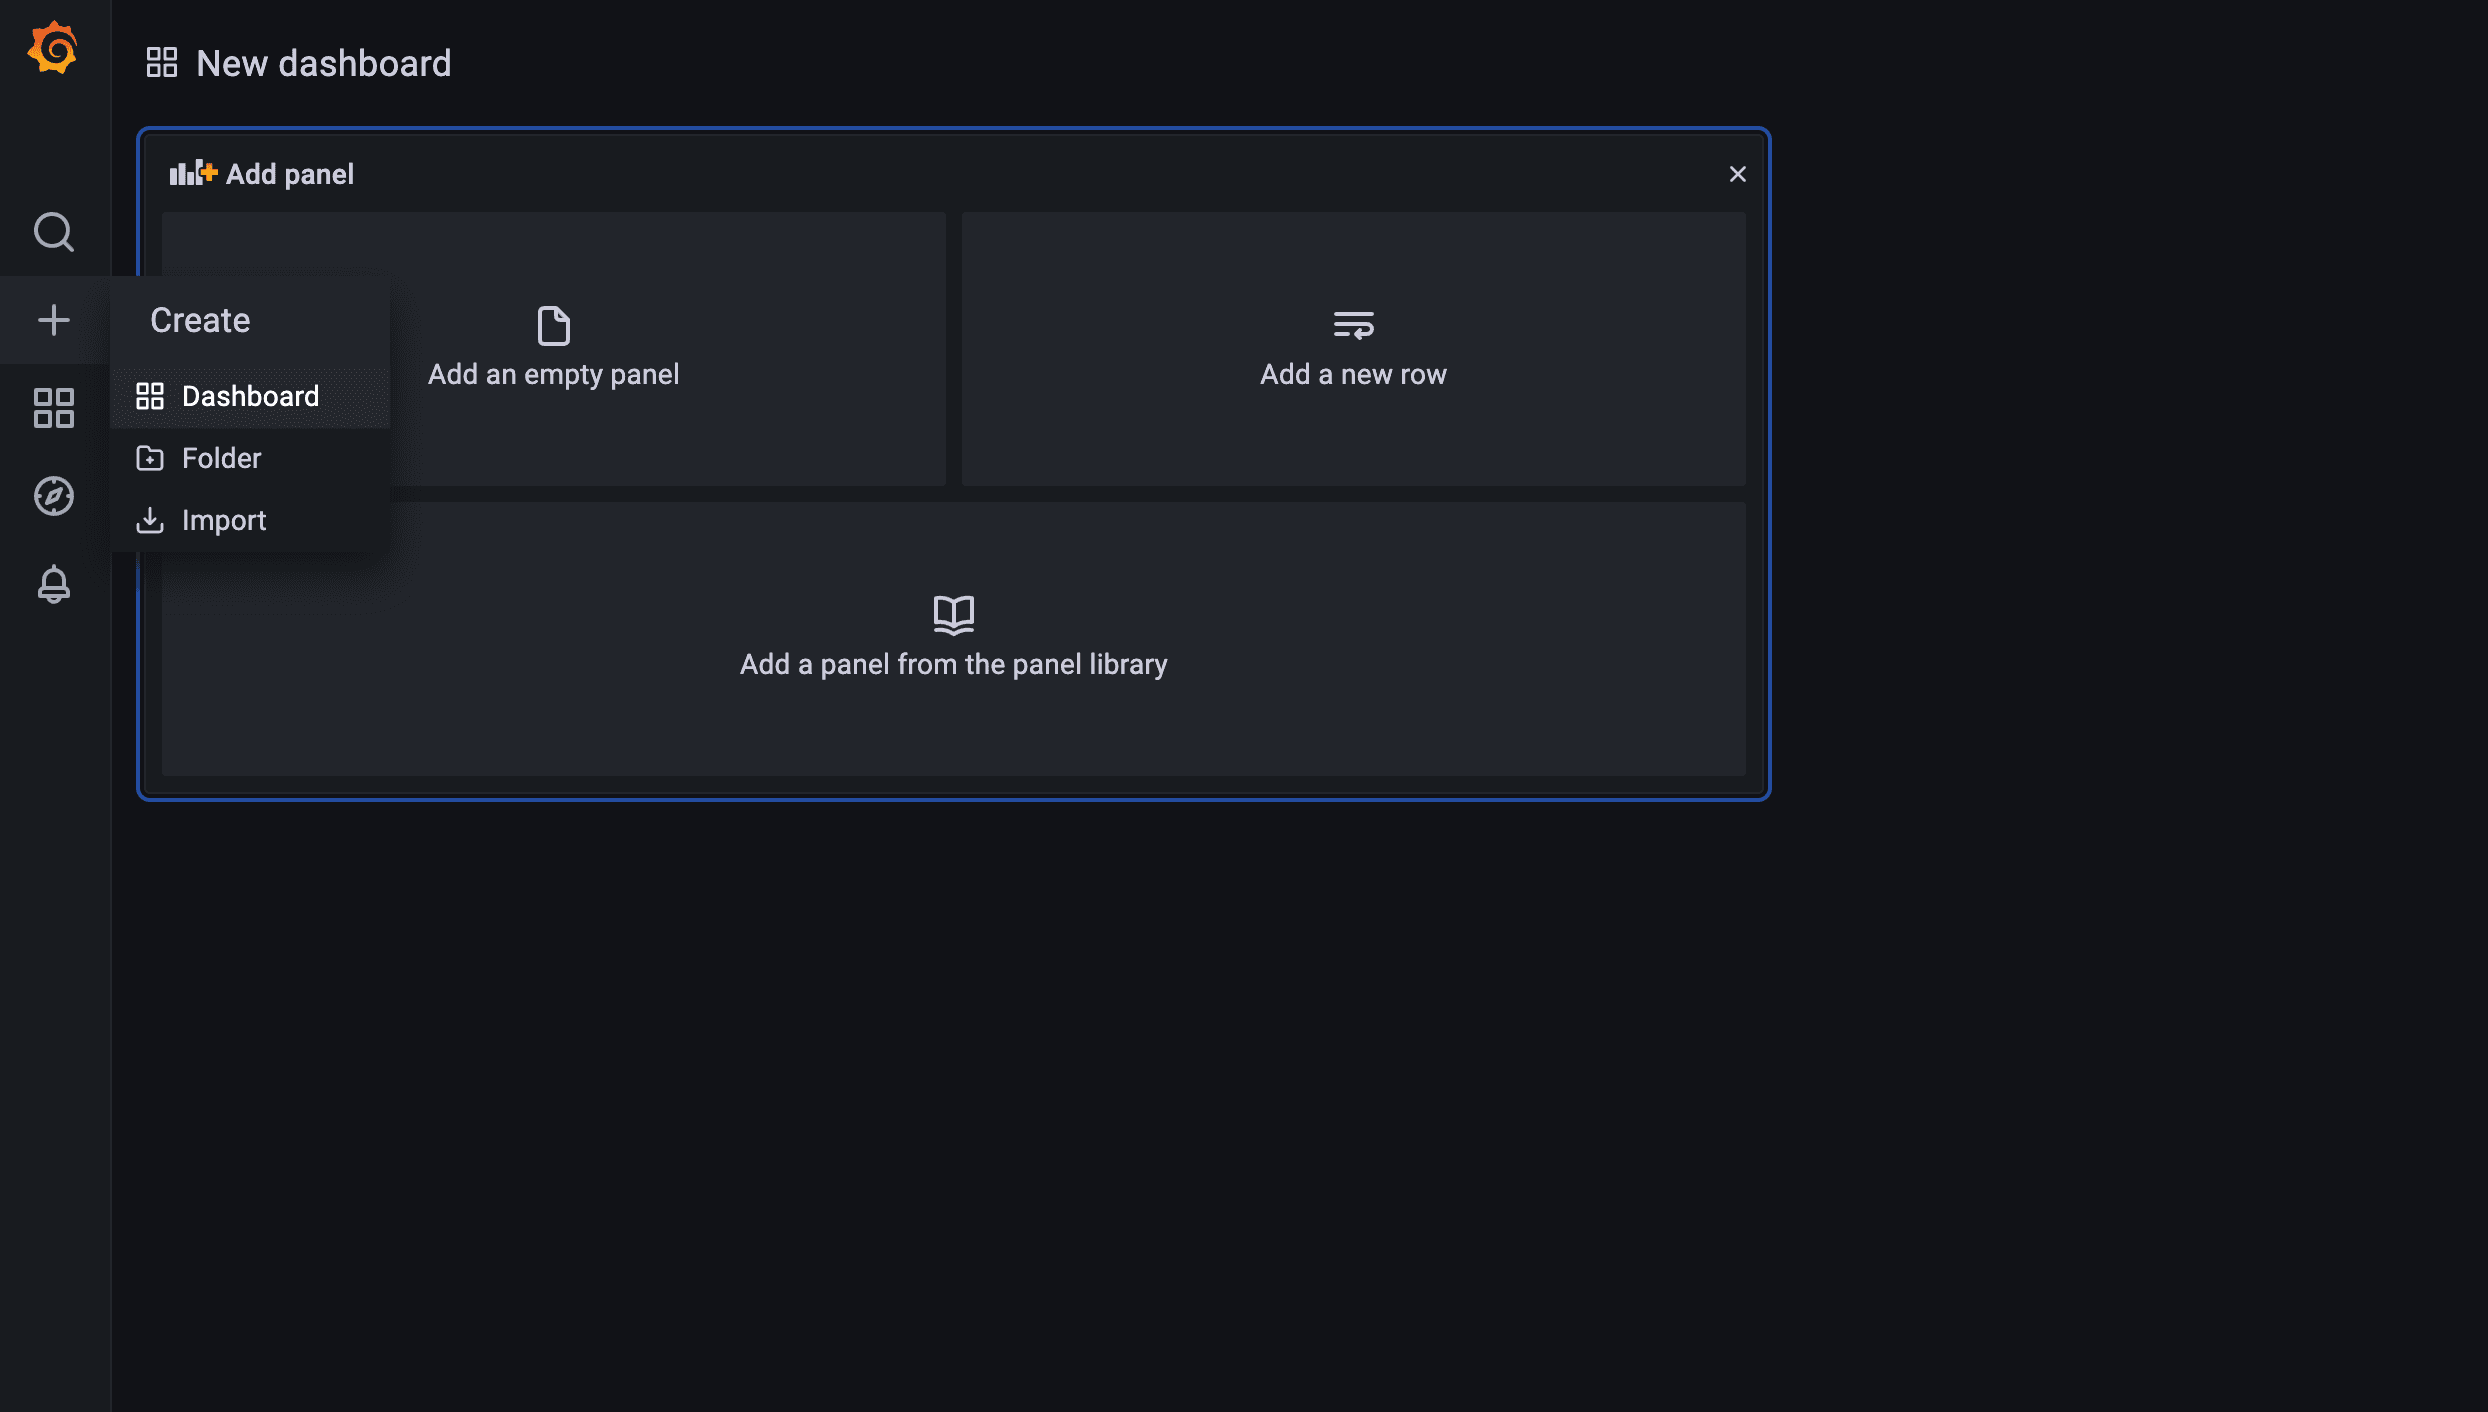 New dashboard
Add panel
Create
Dashboard
Folder
Import
Add an empty panel
Add a new row
Add a panel from the panel library